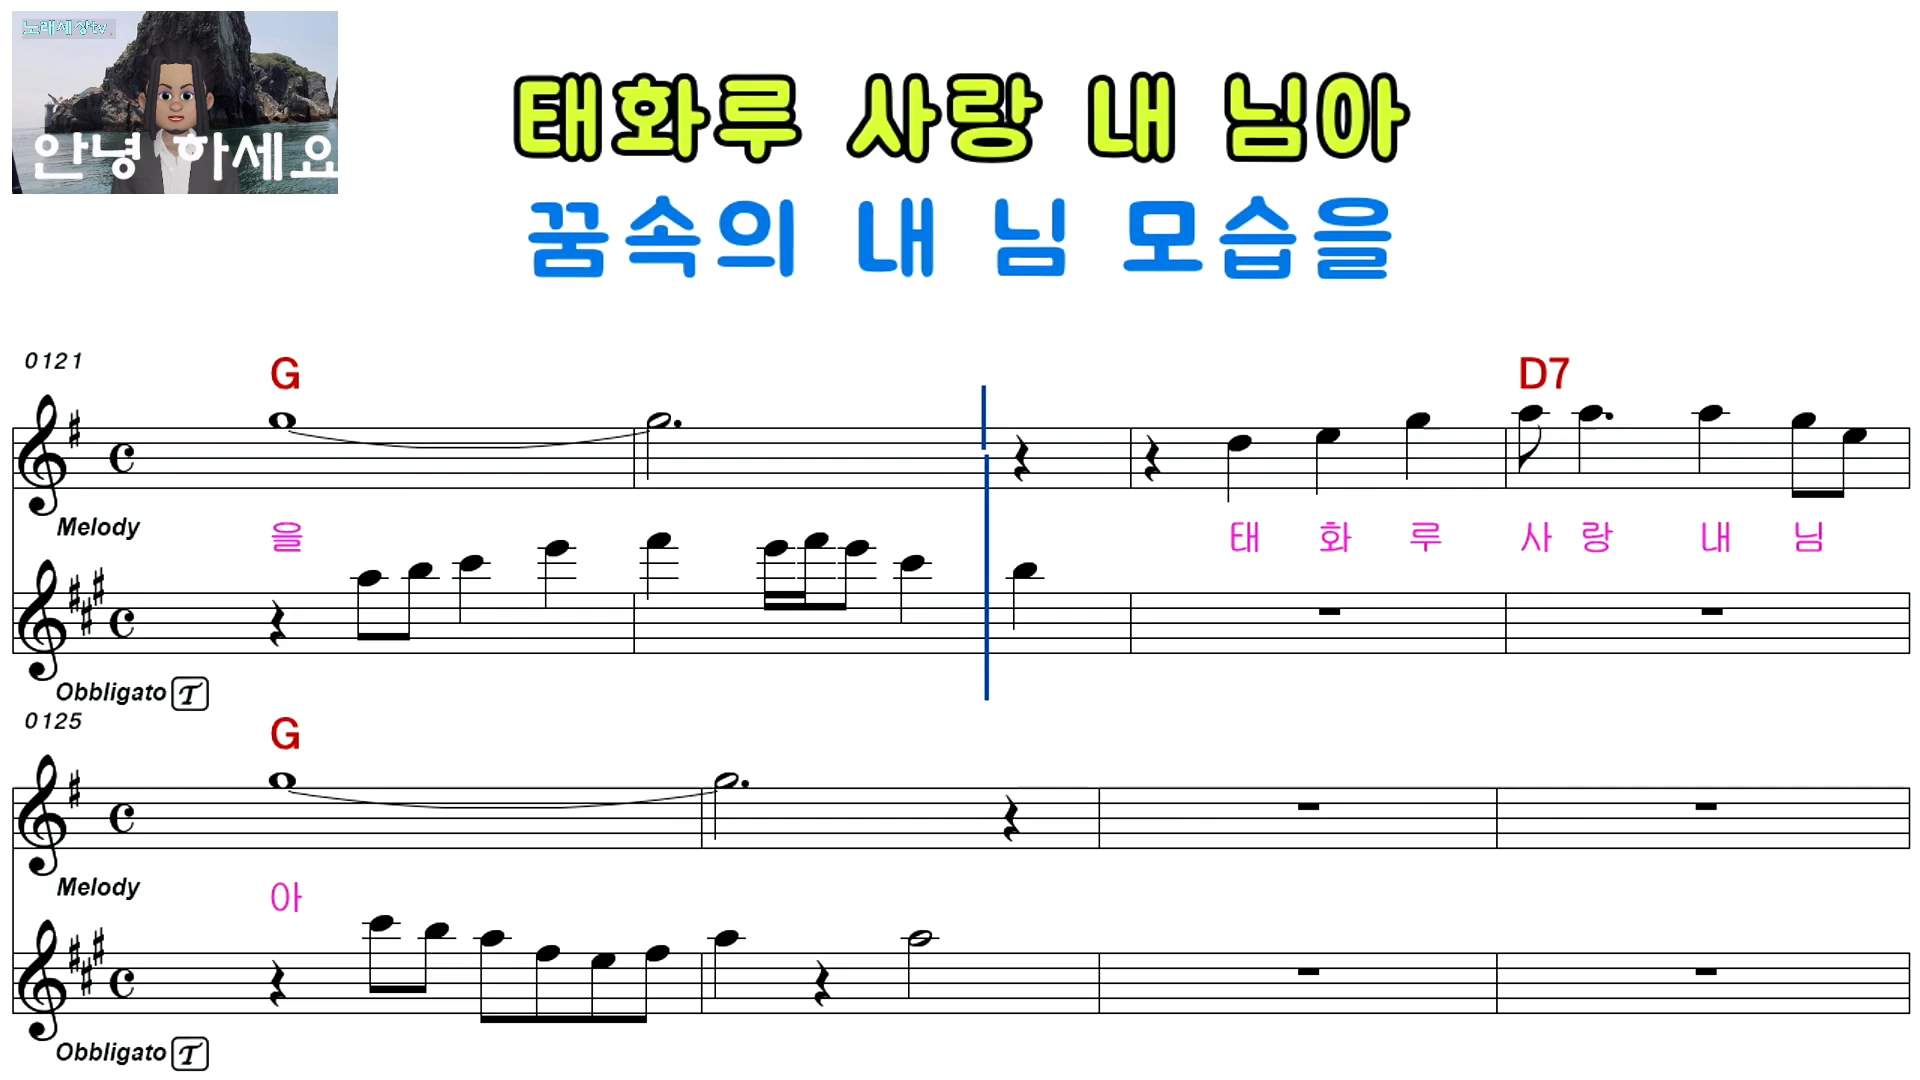 노래세상tv
안녕 하세요
태화루 사랑 내 님아
꿈속의 내 님 모습을
0121
G D7
Melody
을 태 화 루 사 랑 내 님
Obbligato T
0125
G
Melody
아
Obbligato T